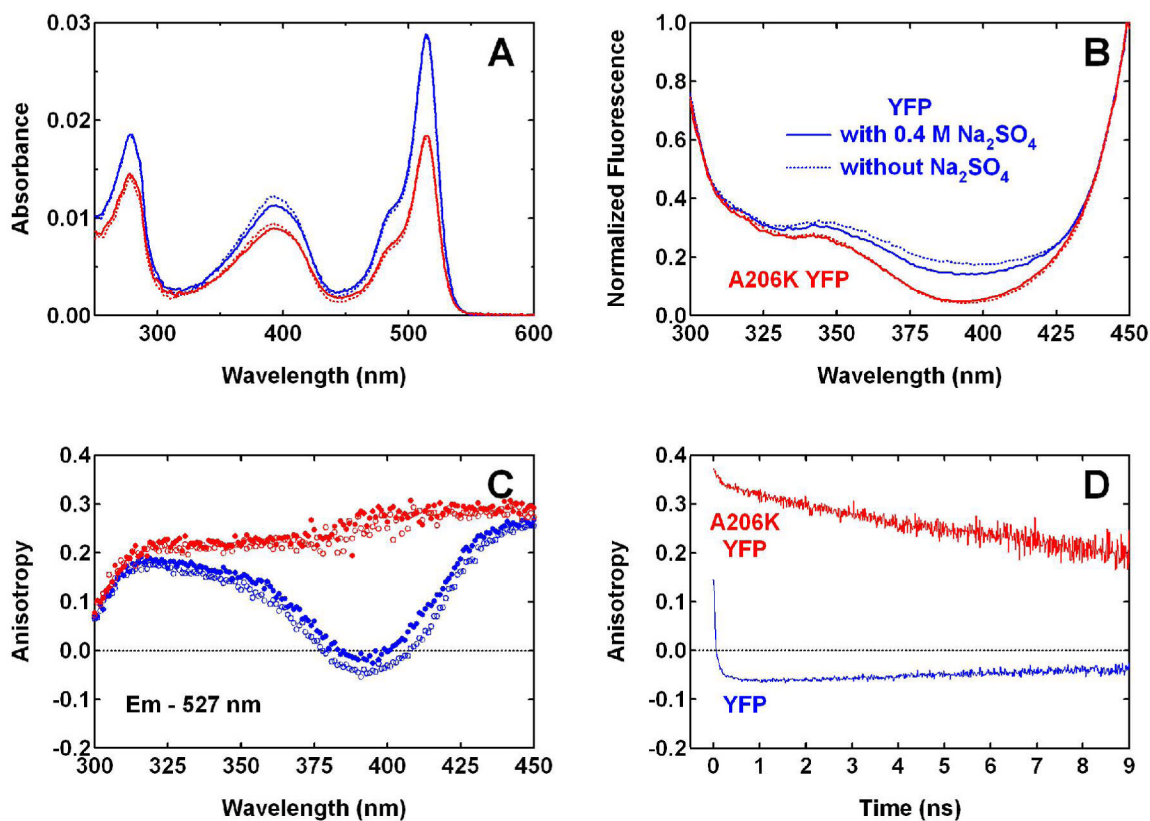 A
0.03
0.02
0.01
0.00
Absorbance
300
400
500
600
Wavelength (nm)
B
1.0
0.8
0.6
0.4
0.2
0.0
Normalized Fluorescence
YFP
with 0.4 M Na₂SO₄
without Na₂SO₄
A206K YFP
300
325
350
375
400
425
450
Wavelength (nm)
C
0.4
0.3
0.2
0.1
0.0
-0.1
-0.2
Anisotropy
Em - 527 nm
300
325
350
375
400
425
450
Wavelength (nm)
D
0.4
0.3
0.2
0.1
0.0
-0.1
-0.2
Anisotropy
A206K
YFP
YFP
0
1
2
3
4
5
6
7
8
9
Time (ns)